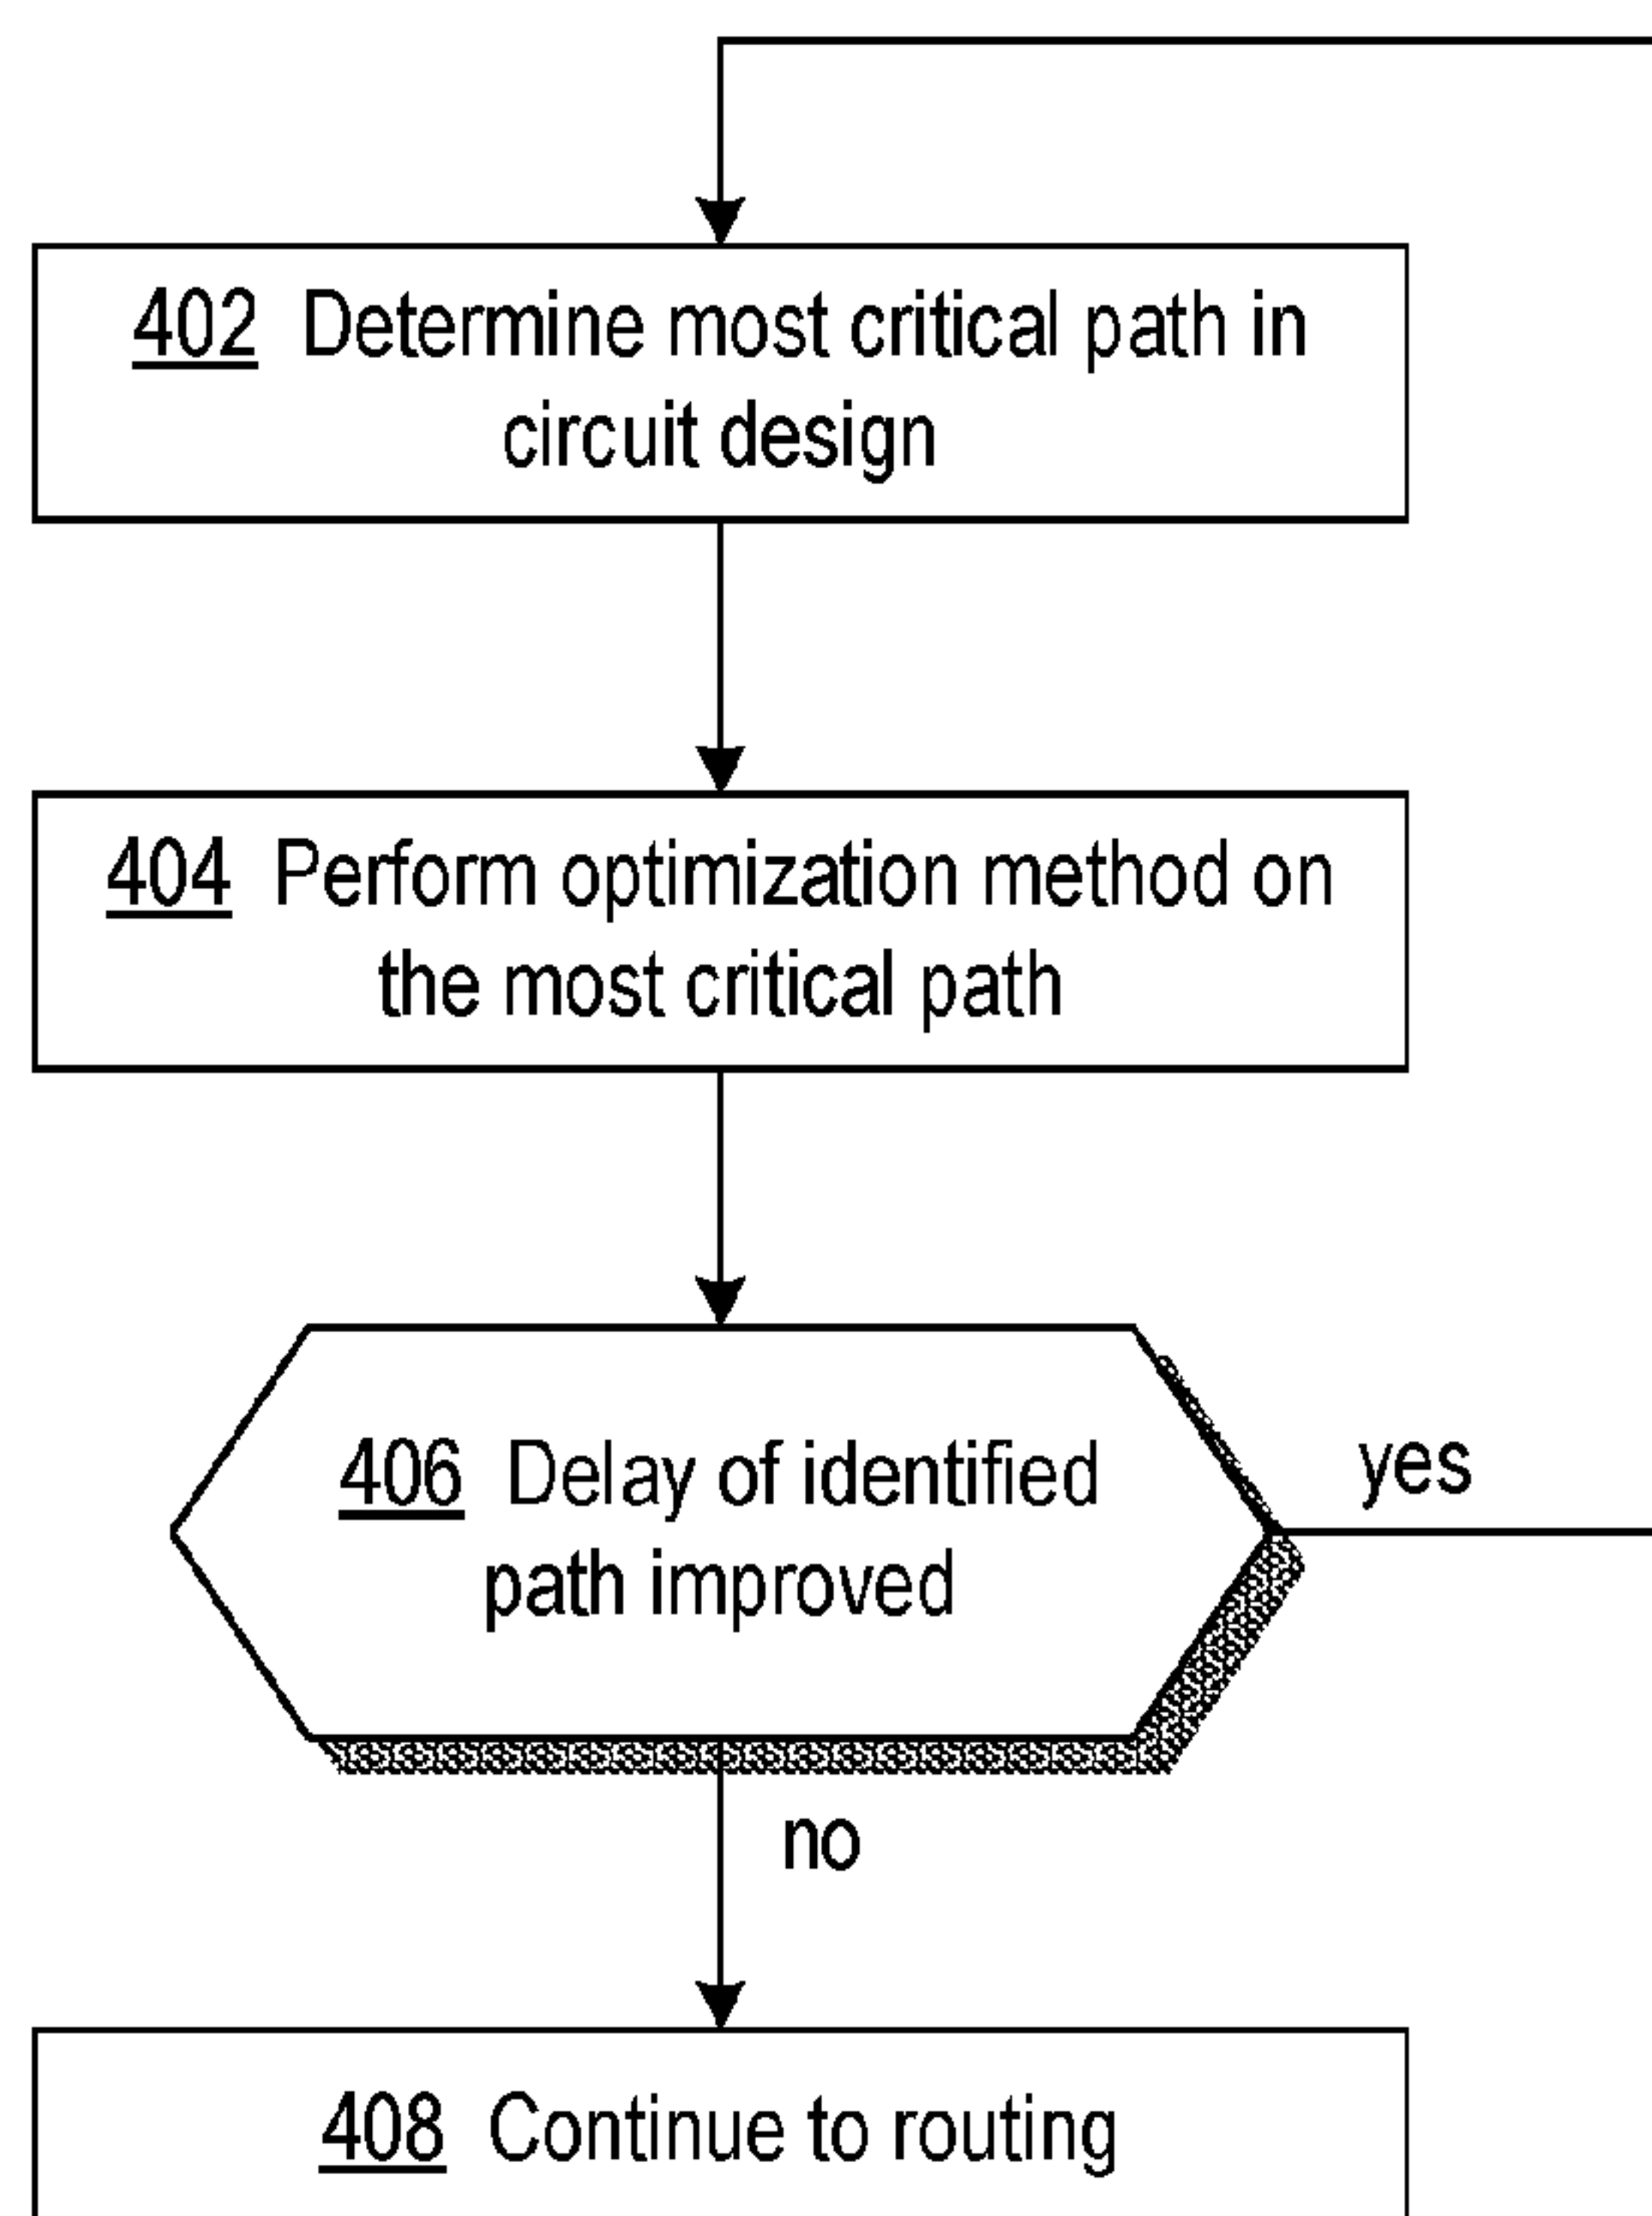 402 Determine most critical path in
circuit design
404 Perform optimization method on
the most critical path
406 Delay of identified
path improved
yes
no
408 Continue to routing